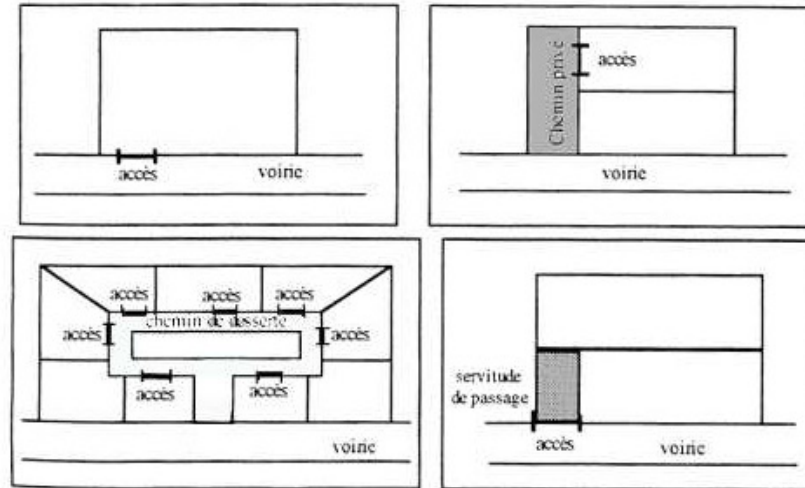 accès
voirie
Chemin privé
accès
voirie
accès
accès
accès
chemin de desserte
accès
accès
accès
accès
voirie
servitude
de passage
accès
voirie